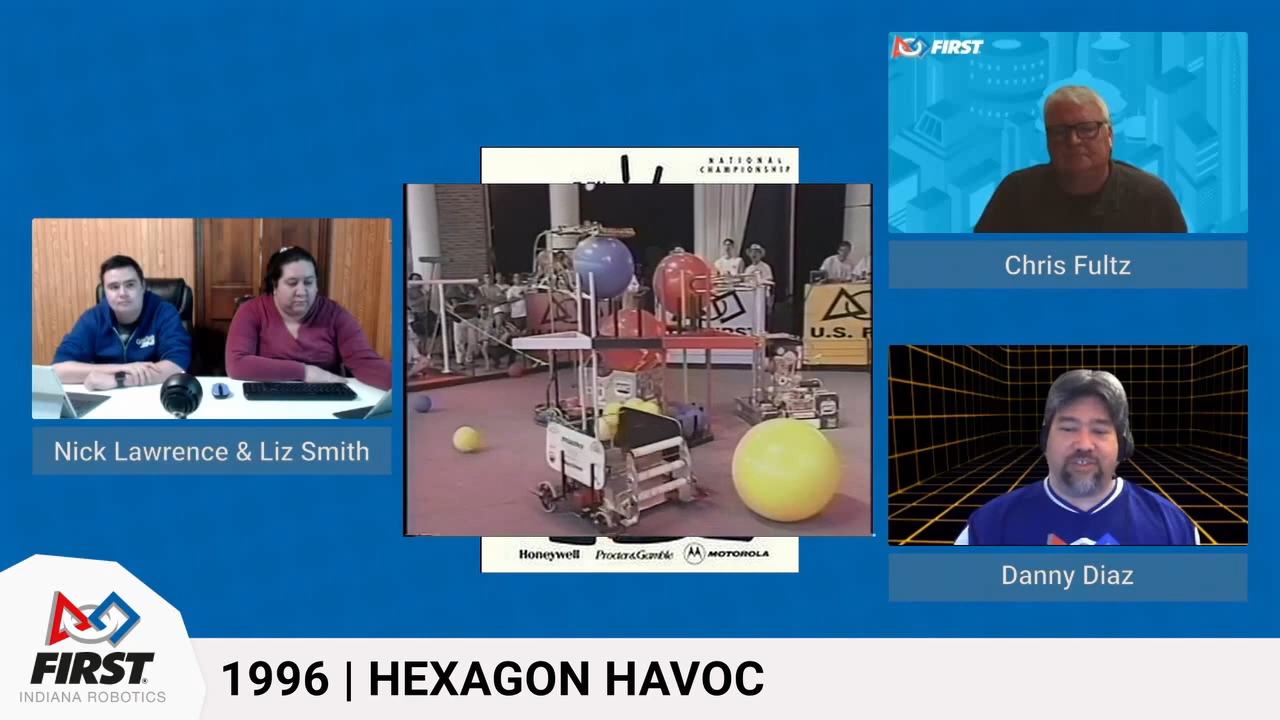 FIRST
Chris Fultz
NATIONAL
CHAMPIONSHIP
U.S. F
Nick Lawrence & Liz Smith
Honeywell Procter&Gamble MOTOROLA
Danny Diaz
FIRST
INDIANA ROBOTICS
1996 | HEXAGON HAVOC